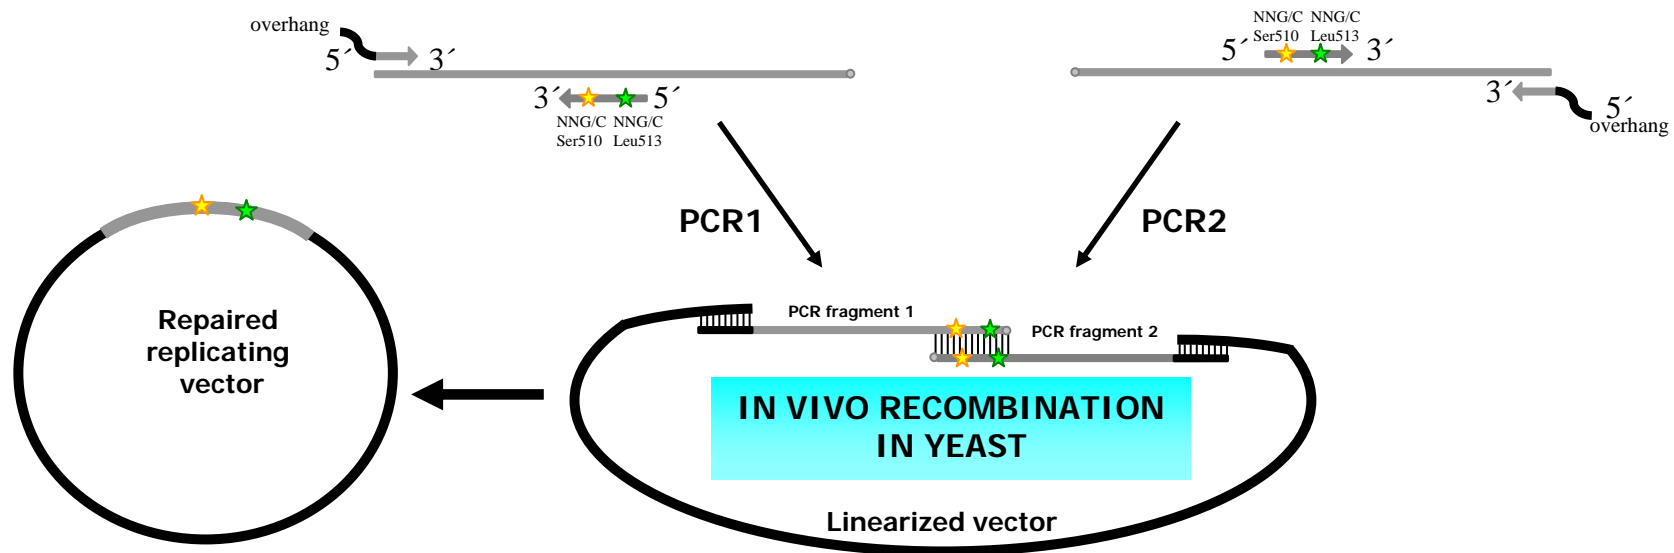 overhang
5´
3´
3´
5´
NNG/C NNG/C
Ser510 Leu513
NNG/C NNG/C
Ser510 Leu513
5´
3´
3´
5´
overhang
PCR1
PCR2
Repaired
replicating
vector
PCR fragment 1
PCR fragment 2
IN VIVO RECOMBINATION
IN YEAST
Linearized vector